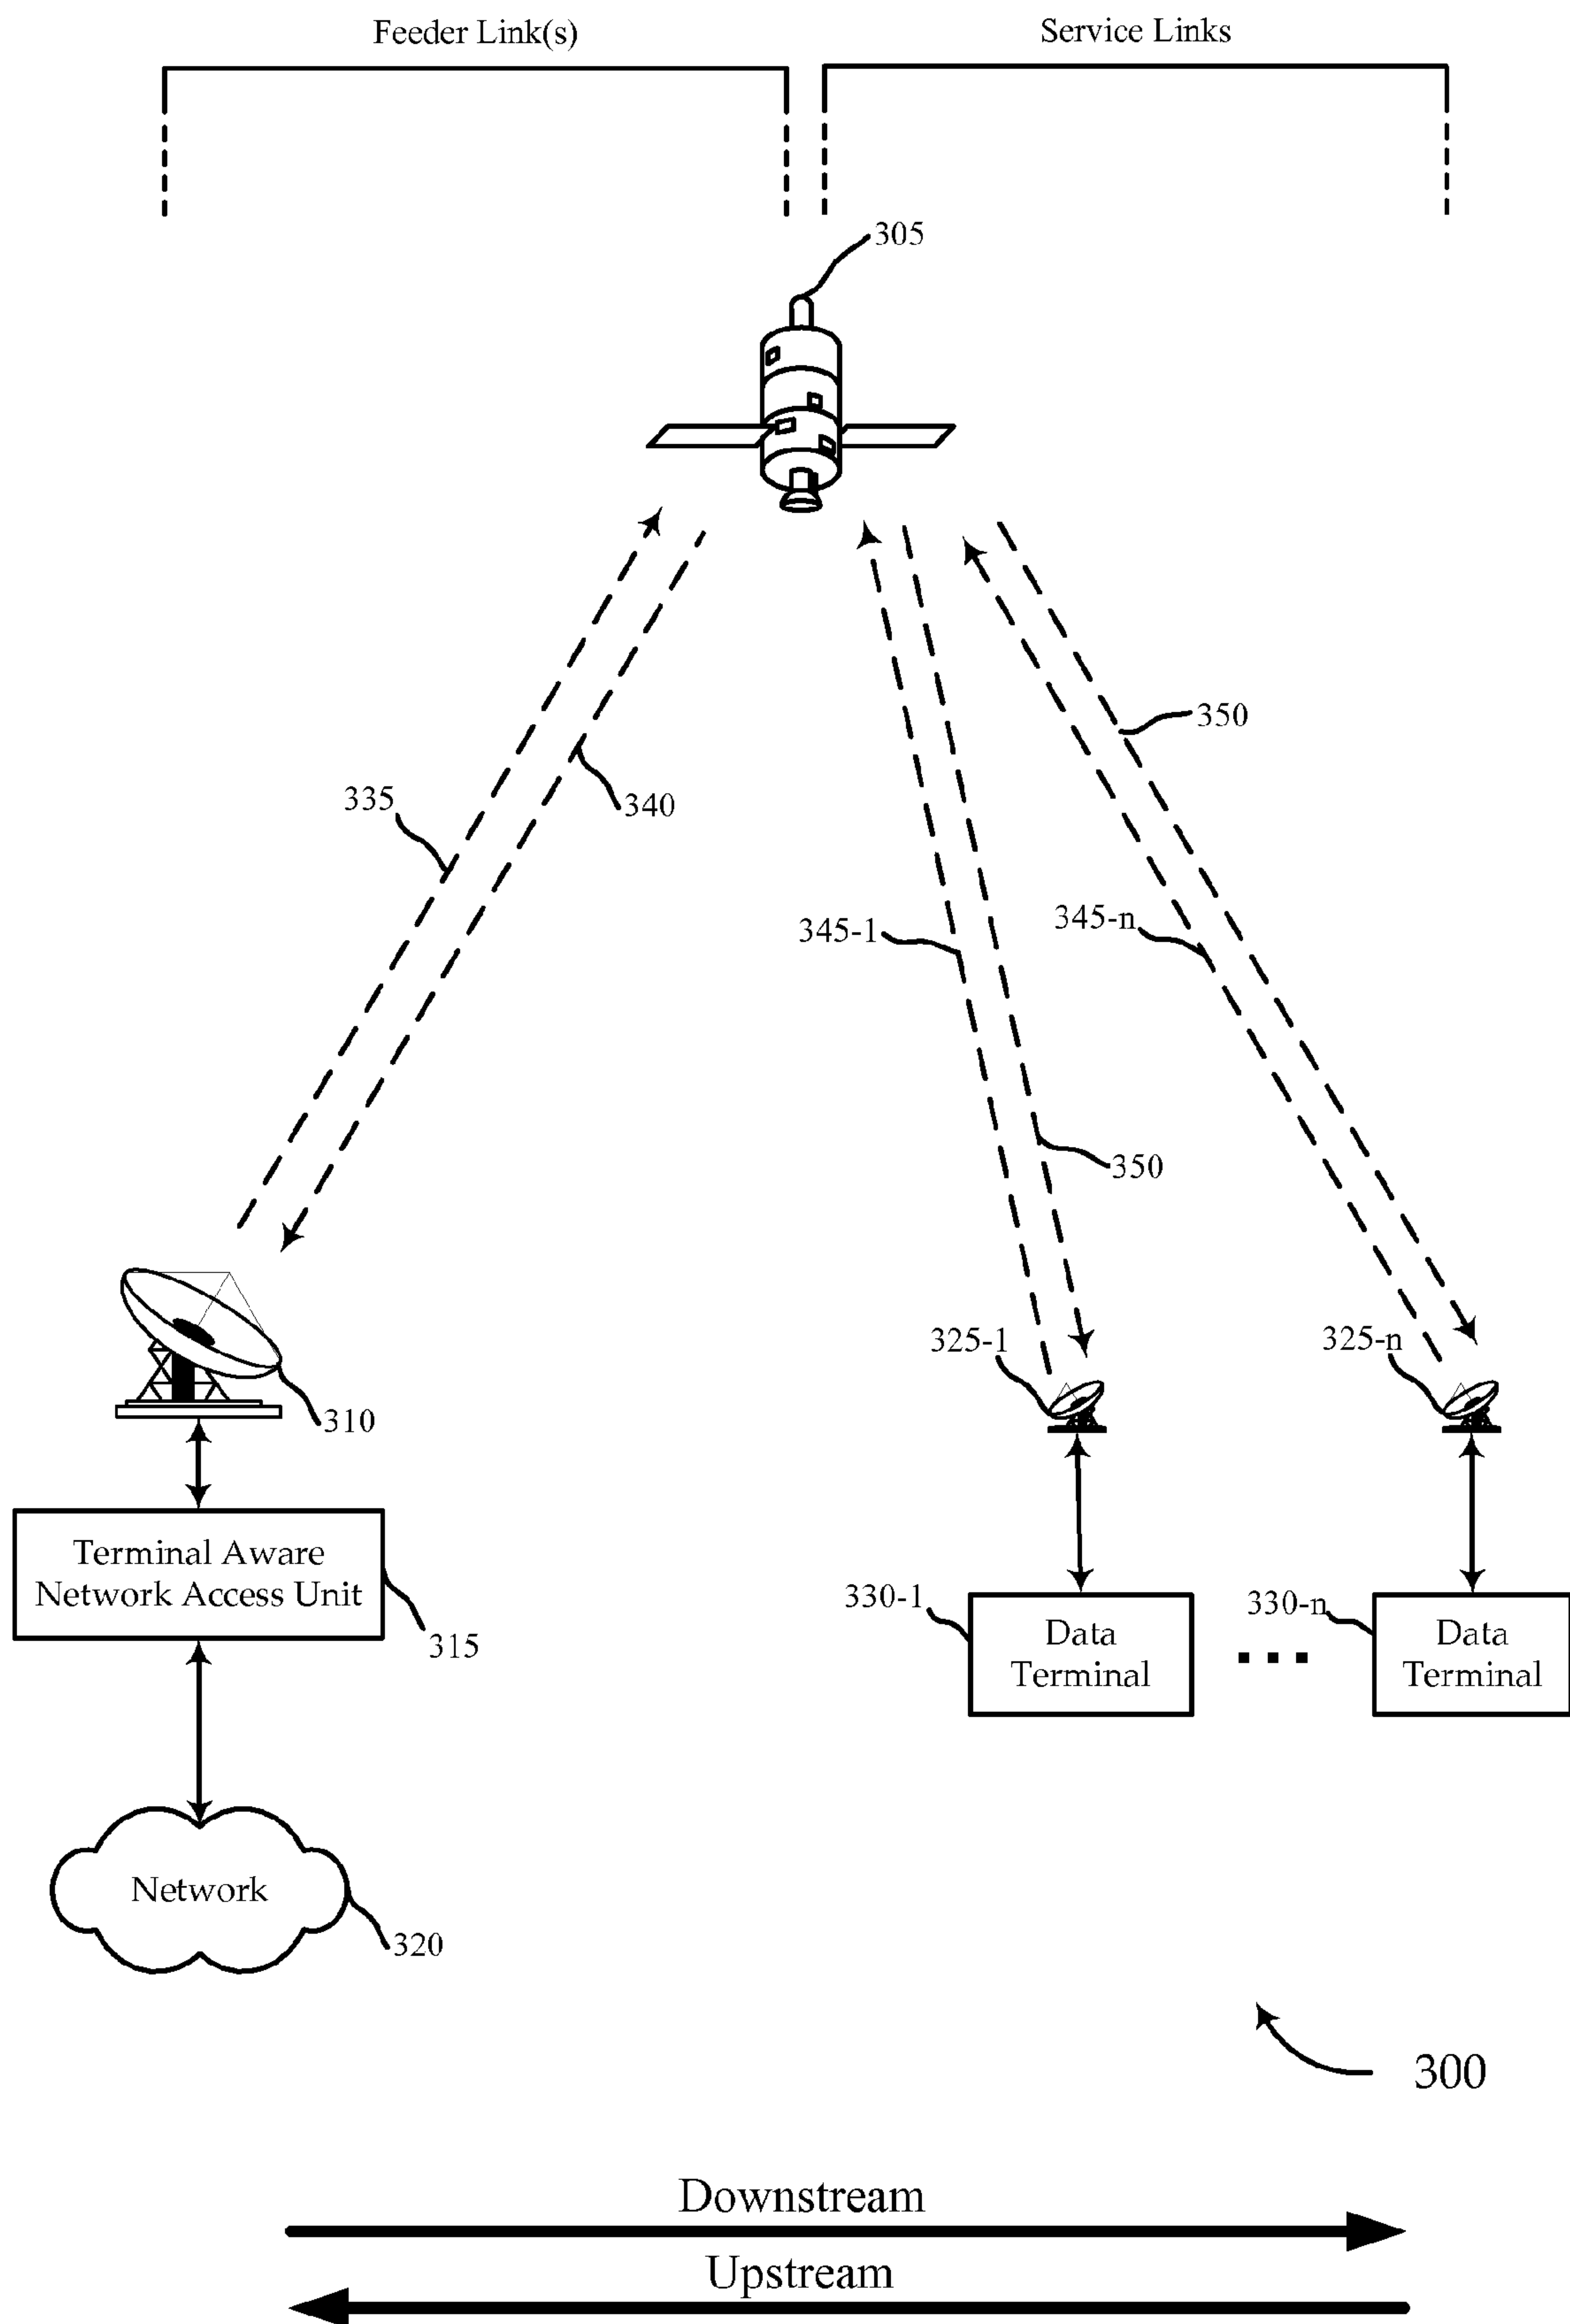 Feeder Link(s)
Service Links
305
350
335
340
345-1
345-n
350
325-1
325-n
310
Terminal Aware
Network Access Unit
315
330-1
Data
Terminal
330-n
Data
Terminal
Network
320
300
Downstream
Upstream